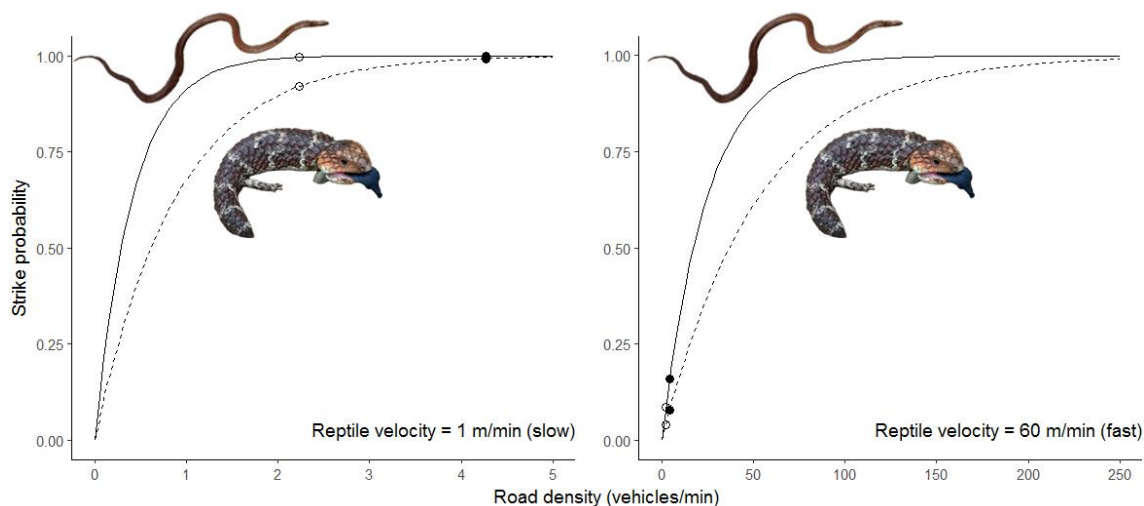 Strike probability
1.00
0.75
0.50
0.25
0.00
Reptile velocity = 1 m/min (slow)
0 1 2 3 4 5
1.00
0.75
0.50
0.25
0.00
Reptile velocity = 60 m/min (fast)
0 50 100 150 200 250
Road density (vehicles/min)